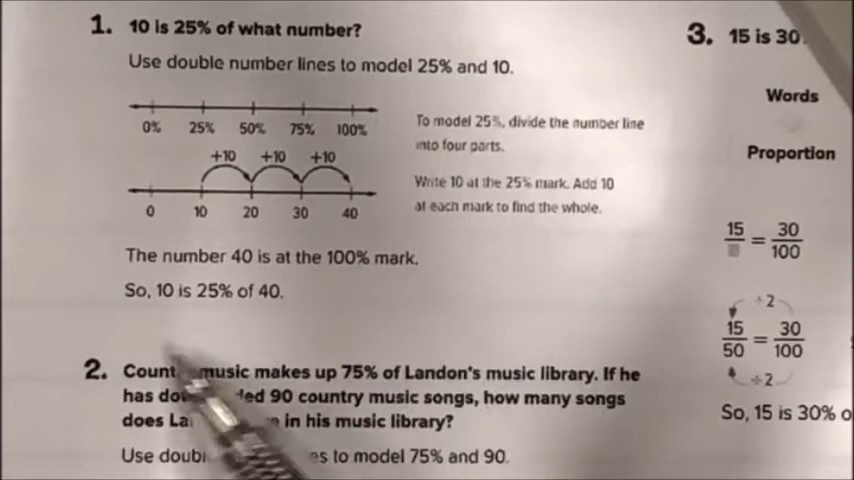 1. 10 is 25% of what number?
Use double number lines to model 25% and 10.
0% 25% 50% 75% 100%
+10 +10 +10
0 10 20 30 40
To model 25%, divide the number line
into four parts.
Write 10 at the 25% mark. Add 10
at each mark to find the whole.
The number 40 is at the 100% mark.
So, 10 is 25% of 40.
2. music makes up 75% of Landon's music library. If he
has 90 country music songs, how many songs
does in his music library?
Use to model 75% and 90.
3. 15 is 30
Words
Proportion
15 = 30
100
÷2
15 = 30
50 100
÷2
So, 15 is 30%